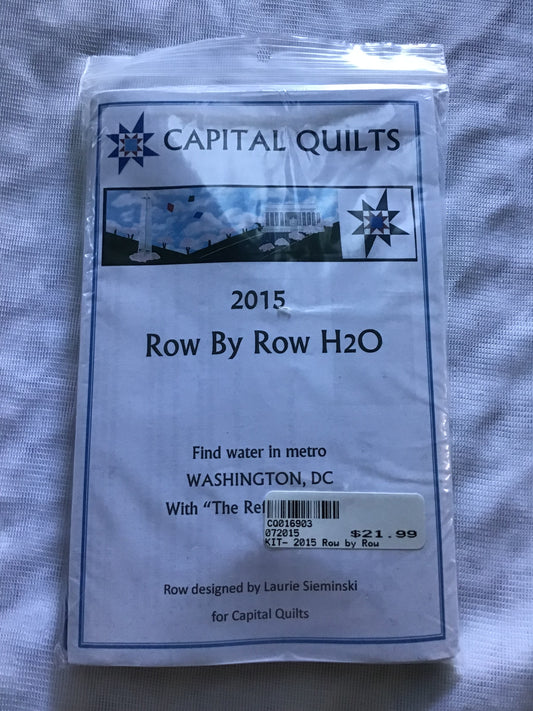 CAPITAL QUILTS
2015
Row By Row H2O
Find water in metro
WASHINGTON, DC
With “The Ref
CQ016903
072015
$21.99
KIT- 2015 Row by Row
Row designed by Laurie Sieminski
for Capital Quilts